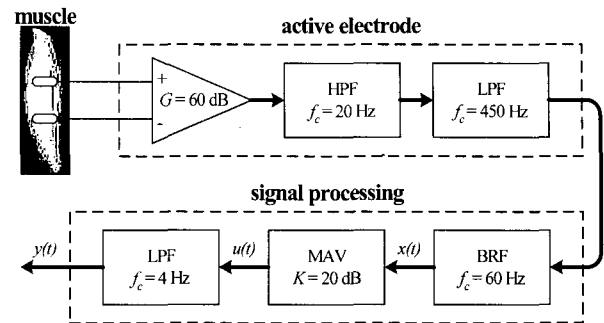 muscle
active electrode
+
-
G = 60 dB
HPF
f_c = 20 Hz
LPF
f_c = 450 Hz
signal processing
y(t)
LPF
f_c = 4 Hz
u(t)
MAV
K = 20 dB
x(t)
BRF
f_c = 60 Hz